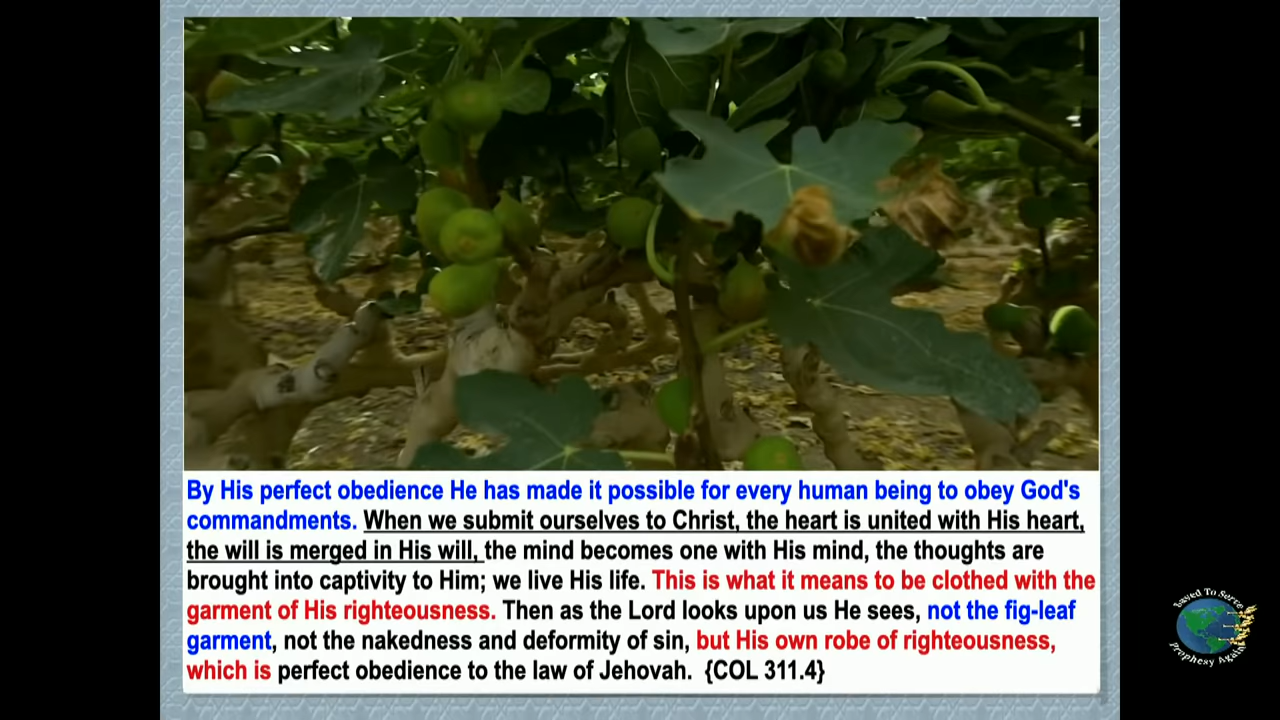 By His perfect obedience He has made it possible for every human being to obey God's
commandments. When we submit ourselves to Christ, the heart is united with His heart,
the will is merged in His will, the mind becomes one with His mind, the thoughts are
brought into captivity to Him; we live His life. This is what it means to be clothed with the
garment of His righteousness. Then as the Lord looks upon us He sees, not the fig-leaf
garment, not the nakedness and deformity of sin, but His own robe of righteousness,
which is perfect obedience to the law of Jehovah. {COL 311.4}
Saved To Serve
Prophesy Again